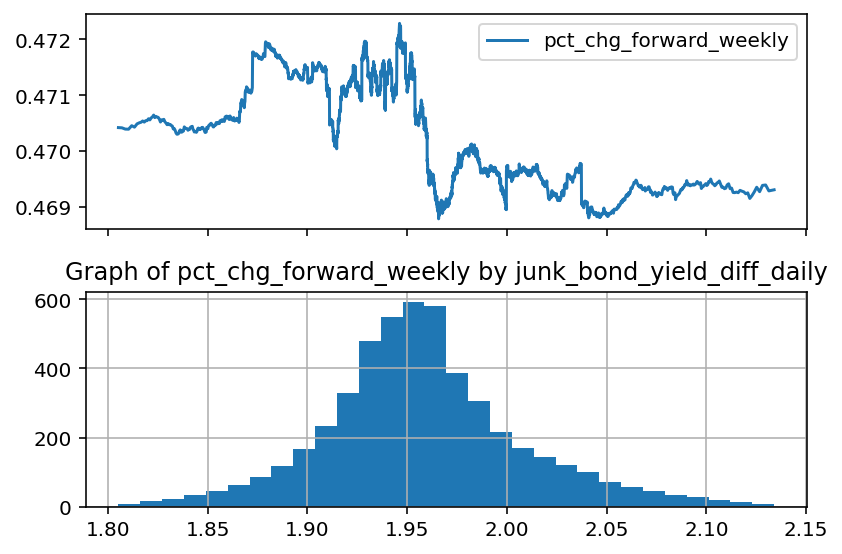 0.472
0.471
0.470
0.469
pct_chg_forward_weekly
Graph of pct_chg_forward_weekly by junk_bond_yield_diff_daily
600
400
200
0
1.80 1.85 1.90 1.95 2.00 2.05 2.10 2.15